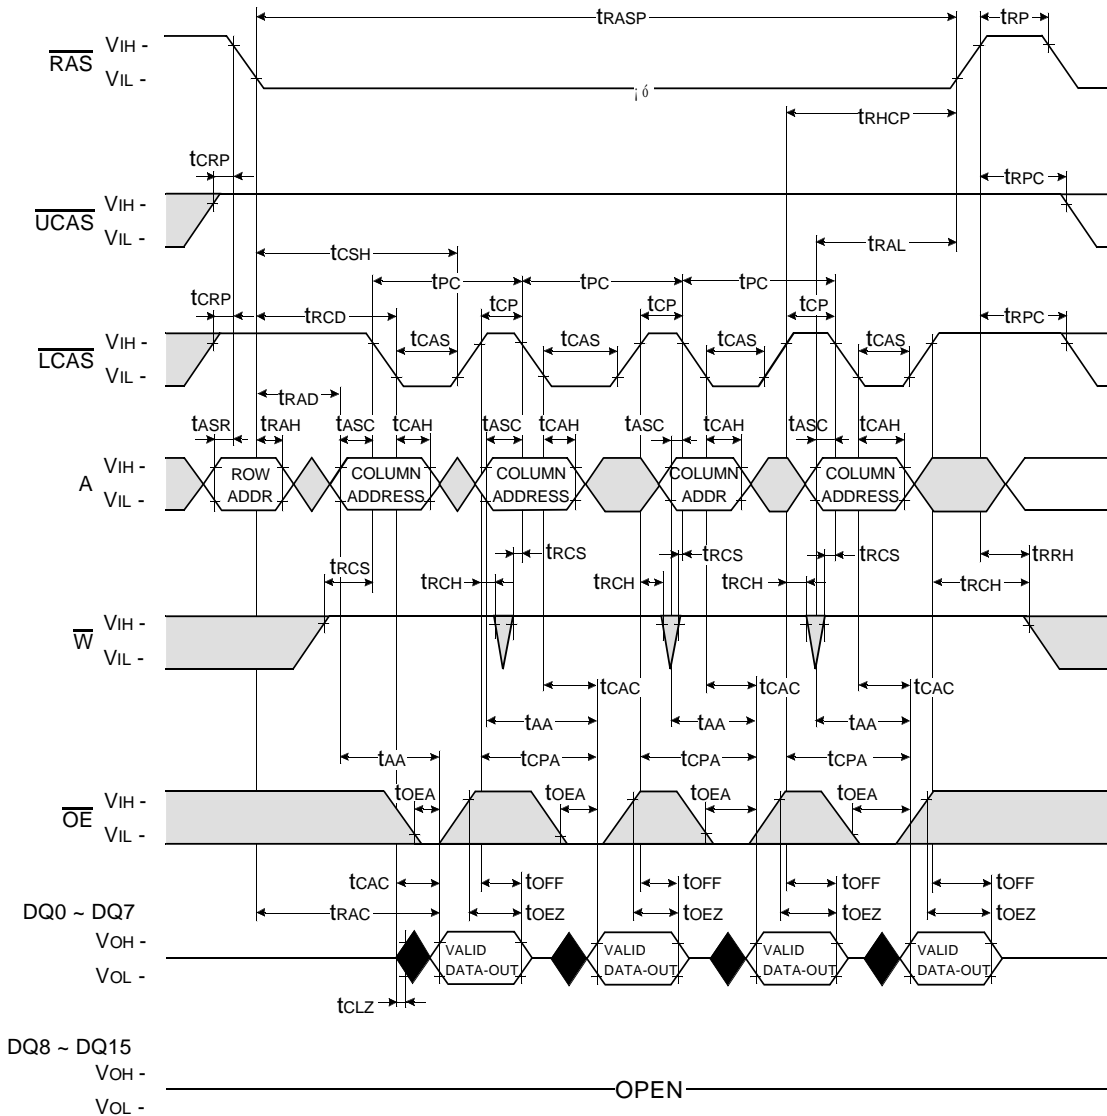 tRASP tRP
RAS VIH -
VIL -
¡ó
tRHCP
tCRP tRPC
UCAS VIH -
VIL -
tCSH tRAL
tPC tPC tPC
tCRP tRCD tCP tCP tCP tRPC
LCAS VIH -
VIL -
tCAS tCAS tCAS tCAS
tRAD
tASR tRAH tASC tCAH tASC tCAH tASC tCAH tASC tCAH
A VIH -
VIL -
ROW ADDR
COLUMN ADDRESS
COLUMN ADDRESS
COLUMN ADDR
COLUMN ADDRESS
tRCS tRCS tRCS tRCS tRRH
tRCH tRCH tRCH tRCH
W VIH -
VIL -
tCAC tCAC tCAC
tAA tAA tAA
tAA tCPA tCPA tCPA
tOEA tOEA tOEA tOEA
OE VIH -
VIL -
tCAC tOFF tOFF tOFF tOFF
tRAC tOEZ tOEZ tOEZ tOEZ
DQ0 ~ DQ7
VOH -
VOL -
VALID DATA-OUT
VALID DATA-OUT
VALID DATA-OUT
VALID DATA-OUT
tCLZ
DQ8 ~ DQ15
VOH -
OPEN
VOL -